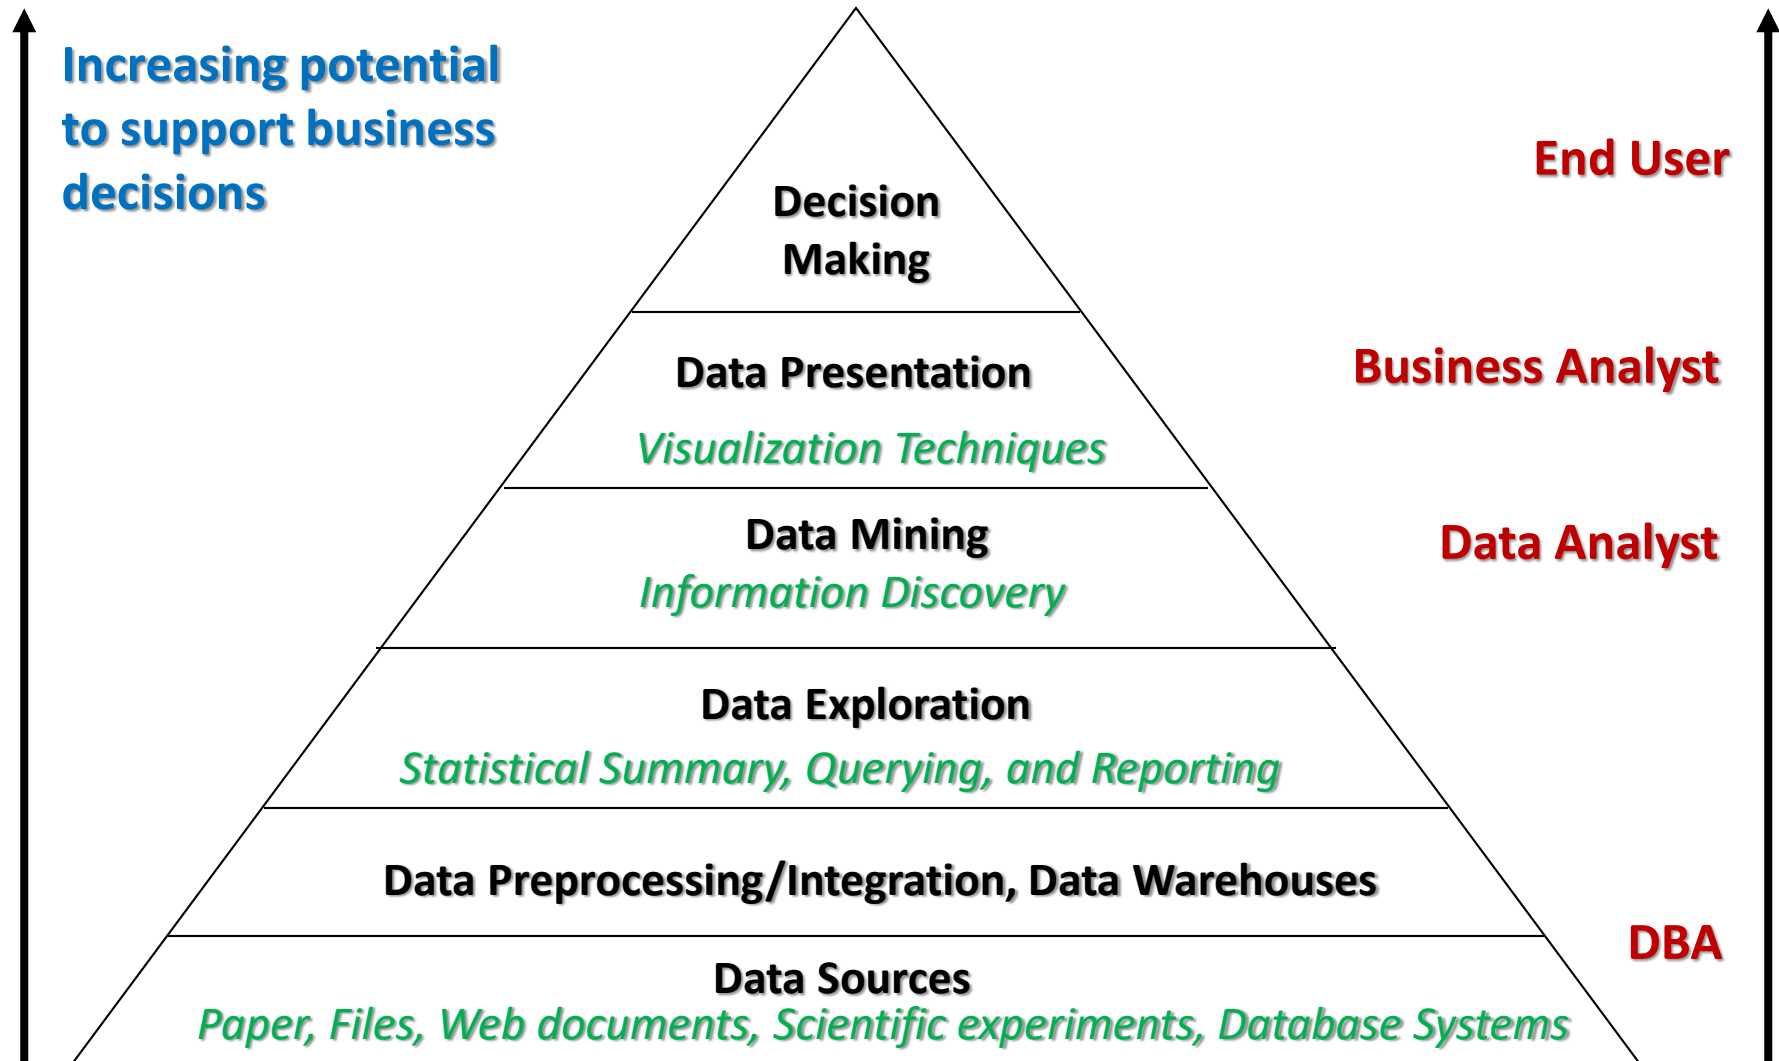 Increasing potential
to support business
decisions
End User
Decision
Making
Business Analyst
Data Presentation
Visualization Techniques
Data Analyst
Data Mining
Information Discovery
Data Exploration
Statistical Summary, Querying, and Reporting
Data Preprocessing/Integration, Data Warehouses
DBA
Data Sources
Paper, Files, Web documents, Scientific experiments, Database Systems